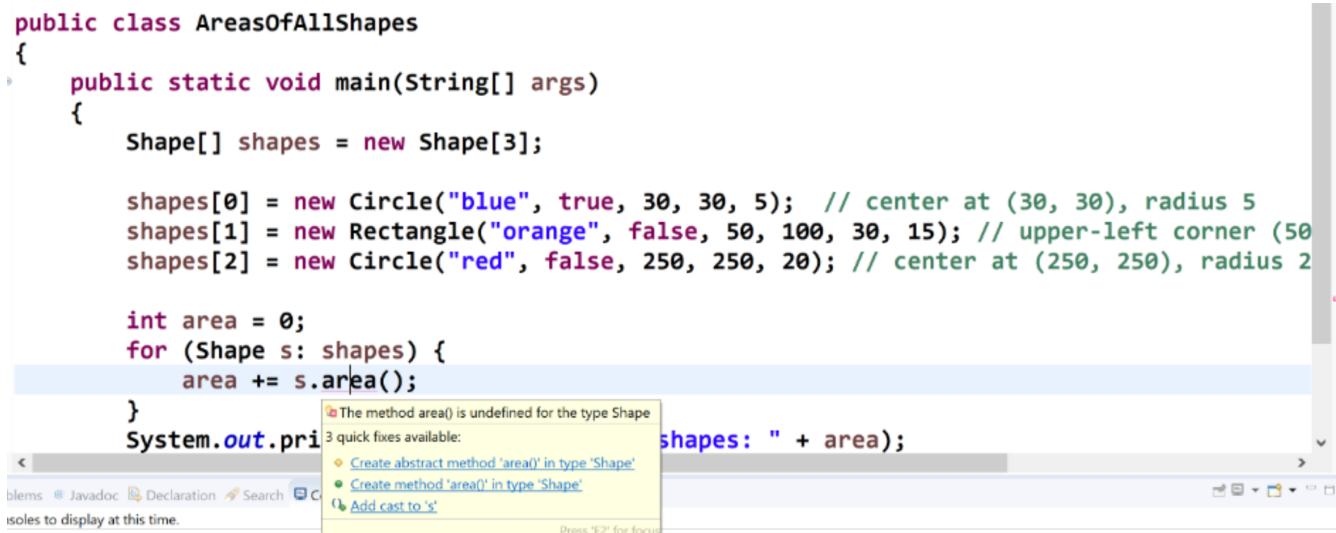 public class AreasOfAllShapes
{
public static void main(String[] args)
{
Shape[] shapes = new Shape[3];
shapes[0] = new Circle("blue", true, 30, 30, 5); // center at (30, 30), radius 5
shapes[1] = new Rectangle("orange", false, 50, 100, 30, 15); // upper-left corner (50
shapes[2] = new Circle("red", false, 250, 250, 20); // center at (250, 250), radius 2
int area = 0;
for (Shape s: shapes) {
area += s.area();
}
The method area() is undefined for the type Shape
System.out.pri
shapes: " + area);
3 quick fixes available:
Create abstract method 'area()' in type 'Shape'
Create method 'area()' in type 'Shape'
Add cast to 's'
Press 'F2' for focus
blems Javadoc Declaration Search C
soles to display at this time.